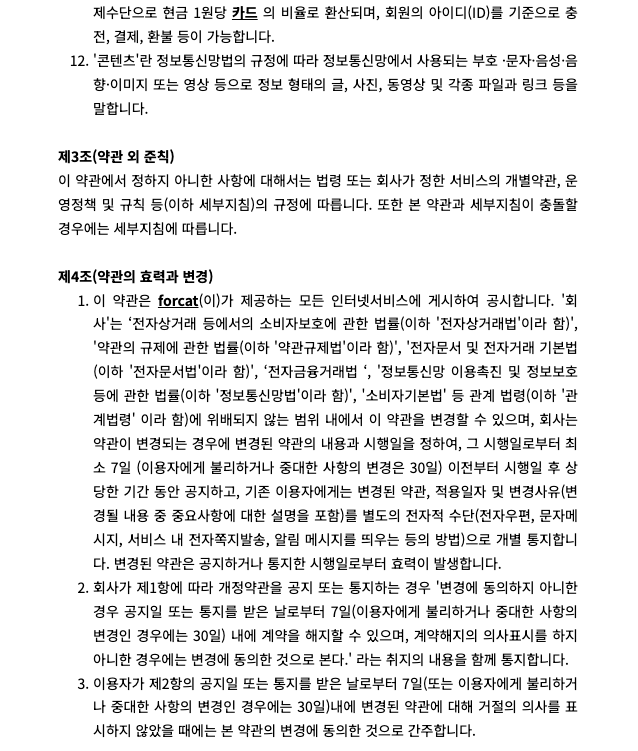 제수단으로 현금 1원당 카드 의 비율로 환산되며, 회원의 아이디(ID)를 기준으로 충
전, 결제, 환불 등이 가능합니다.
12. '콘텐츠'란 정보통신망법의 규정에 따라 정보통신망에서 사용되는 부호 ·문자·음성·음
향·이미지 또는 영상 등으로 정보 형태의 글, 사진, 동영상 및 각종 파일과 링크 등을
말합니다.
제3조(약관 외 준칙)
이 약관에서 정하지 아니한 사항에 대해서는 법령 또는 회사가 정한 서비스의 개별약관, 운
영정책 및 규칙 등(이하 세부지침)의 규정에 따릅니다. 또한 본 약관과 세부지침이 충돌할
경우에는 세부지침에 따릅니다.
제4조(약관의 효력과 변경)
1. 이 약관은 forcat(이)가 제공하는 모든 인터넷서비스에 게시하여 공시합니다. '회
사'는 ‘전자상거래 등에서의 소비자보호에 관한 법률(이하 '전자상거래법'이라 함)',
'약관의 규제에 관한 법률(이하 '약관규제법'이라 함)', '전자문서 및 전자거래 기본법
(이하 '전자문서법'이라 함)', ‘전자금융거래법 ‘, '정보통신망 이용촉진 및 정보보호
등에 관한 법률(이하 '정보통신망법'이라 함)', '소비자기본법' 등 관계 법령(이하 '관
계법령' 이라 함)에 위배되지 않는 범위 내에서 이 약관을 변경할 수 있으며, 회사는
약관이 변경되는 경우에 변경된 약관의 내용과 시행일을 정하여, 그 시행일로부터 최
소 7일 (이용자에게 불리하거나 중대한 사항의 변경은 30일) 이전부터 시행일 후 상
당한 기간 동안 공지하고, 기존 이용자에게는 변경된 약관, 적용일자 및 변경사유(변
경될 내용 중 중요사항에 대한 설명을 포함)를 별도의 전자적 수단(전자우편, 문자메
시지, 서비스 내 전자쪽지발송, 알림 메시지를 띄우는 등의 방법)으로 개별 통지합니
다. 변경된 약관은 공지하거나 통지한 시행일로부터 효력이 발생합니다.
2. 회사가 제1항에 따라 개정약관을 공지 또는 통지하는 경우 '변경에 동의하지 아니한
경우 공지일 또는 통지를 받은 날로부터 7일(이용자에게 불리하거나 중대한 사항의
변경인 경우에는 30일) 내에 계약을 해지할 수 있으며, 계약해지의 의사표시를 하지
아니한 경우에는 변경에 동의한 것으로 본다.' 라는 취지의 내용을 함께 통지합니다.
3. 이용자가 제2항의 공지일 또는 통지를 받은 날로부터 7일(또는 이용자에게 불리하거
나 중대한 사항의 변경인 경우에는 30일)내에 변경된 약관에 대해 거절의 의사를 표
시하지 않았을 때에는 본 약관의 변경에 동의한 것으로 간주합니다.